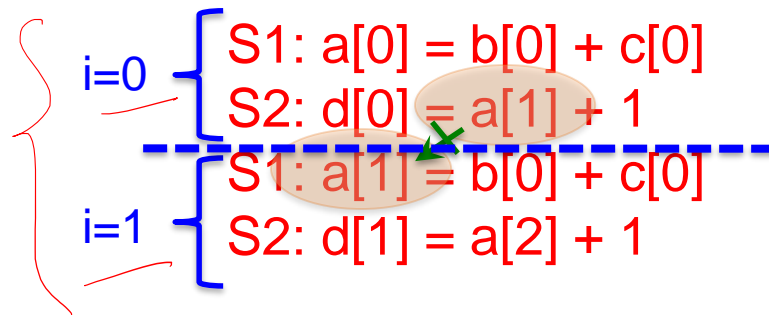 S1: a[0] = b[0] + c[0]
i=0
S2: d[0] = a[1] + 1
S1: a[1] = b[0] + c[0]
i=1
S2: d[1] = a[2] + 1